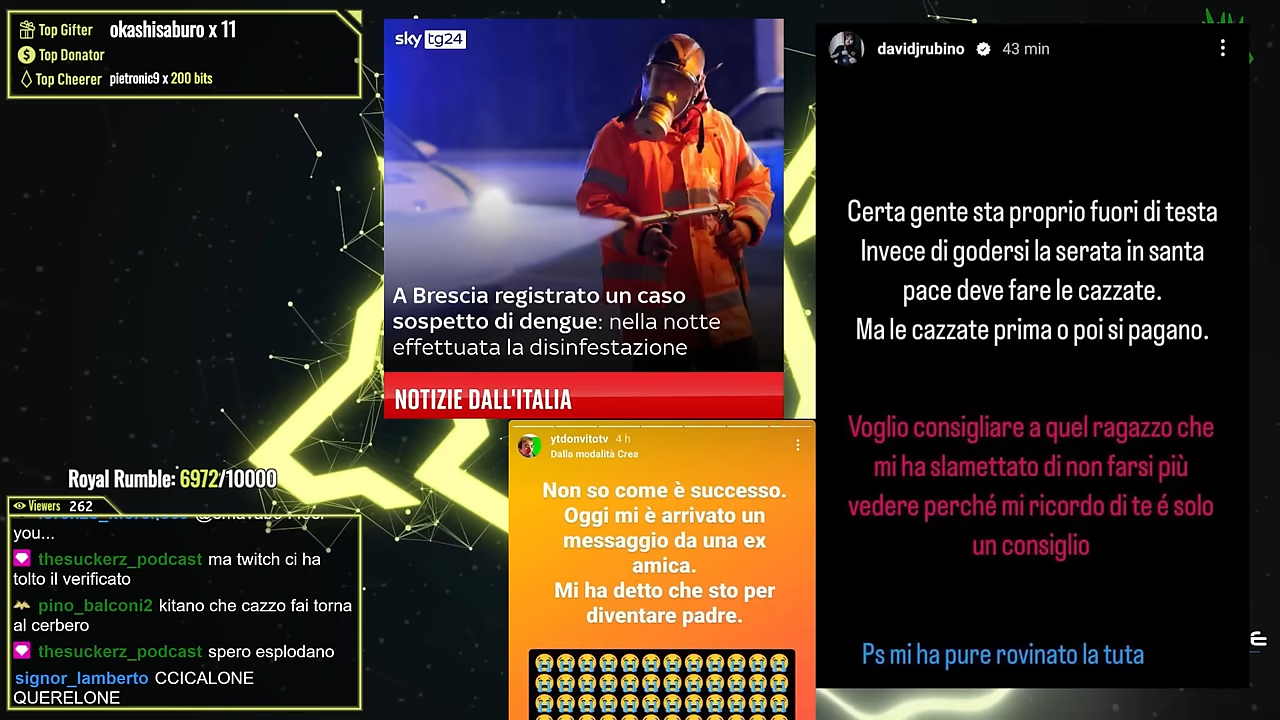 Top Gifter okashisaburo x 11
Top Donator
Top Cheerer pietronic9 x 200 bits
sky tg24
A Brescia registrato un caso
sospetto di dengue: nella notte
effettuata la disinfestazione
NOTIZIE DALL'ITALIA
davidjrubino 43 min
Certa gente sta proprio fuori di testa
Invece di godersi la serata in santa
pace deve fare le cazzate.
Ma le cazzate prima o poi si pagano.
Voglio consigliare a quel ragazzo che
mi ha slamettato di non farsi più
vedere perché mi ricordo di te é solo
un consiglio
Ps mi ha pure rovinato la tuta
ytdonvitotv 4 h
Dalla modalità Crea
Non so come è successo.
Oggi mi è arrivato un
messaggio da una ex
amica.
Mi ha detto che sto per
diventare padre.
Royal Rumble: 6972/10000
Viewers 262
you...
thesuckerz_podcast ma twitch ci ha
tolto il verificato
pino_balconi2 kitano che cazzo fai torna
al cerbero
thesuckerz_podcast spero esplodano
signor_lamberto CCICALONE
QUERELONE